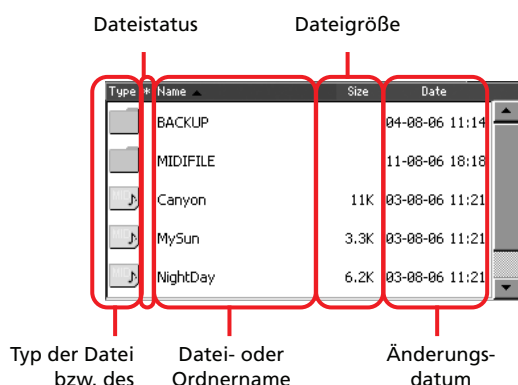 Dateistatus Dateigröße
Type * Name Size Date
BACKUP 04-08-06 11:14
MIDIFILE 11-08-06 18:18
Canyon 11K 03-08-06 11:21
MySun 3.3K 03-08-06 11:21
NightDay 6.2K 03-08-06 11:21
Typ der Datei Datei- oder Änderungs-
bzw. des Ordnername datum